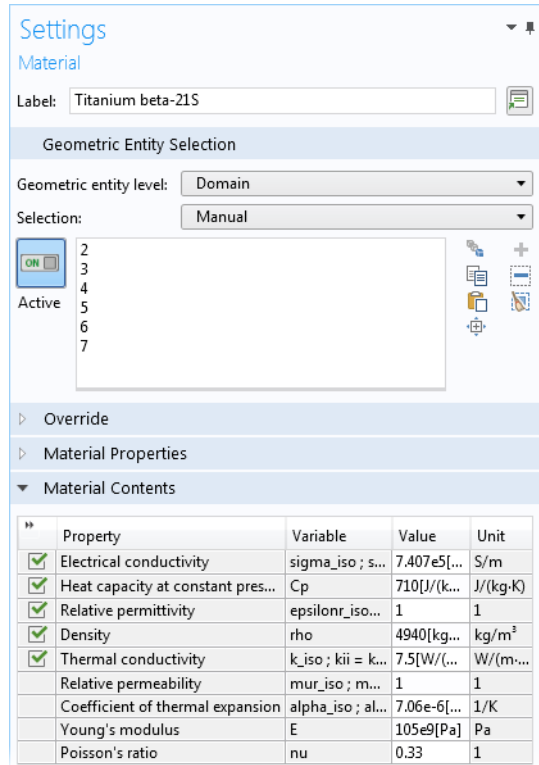 Settings
Material
Label: Titanium beta-21S
Geometric Entity Selection
Geometric entity level: Domain
Selection: Manual
ON
Active
2
3
4
5
6
7
Override
Material Properties
Material Contents
Property Variable Value Unit
Electrical conductivity sigma_iso ; s... 7.407e5[... S/m
Heat capacity at constant pres... Cp 710[J/(k... J/(kg·K)
Relative permittivity epsilonr_iso... 1 1
Density rho 4940[kg... kg/m³
Thermal conductivity k_iso ; kii = k... 7.5[W/(... W/(m·...
Relative permeability mur_iso ; m... 1 1
Coefficient of thermal expansion alpha_iso ; al... 7.06e-6[... 1/K
Young's modulus E 105e9[Pa] Pa
Poisson's ratio nu 0.33 1